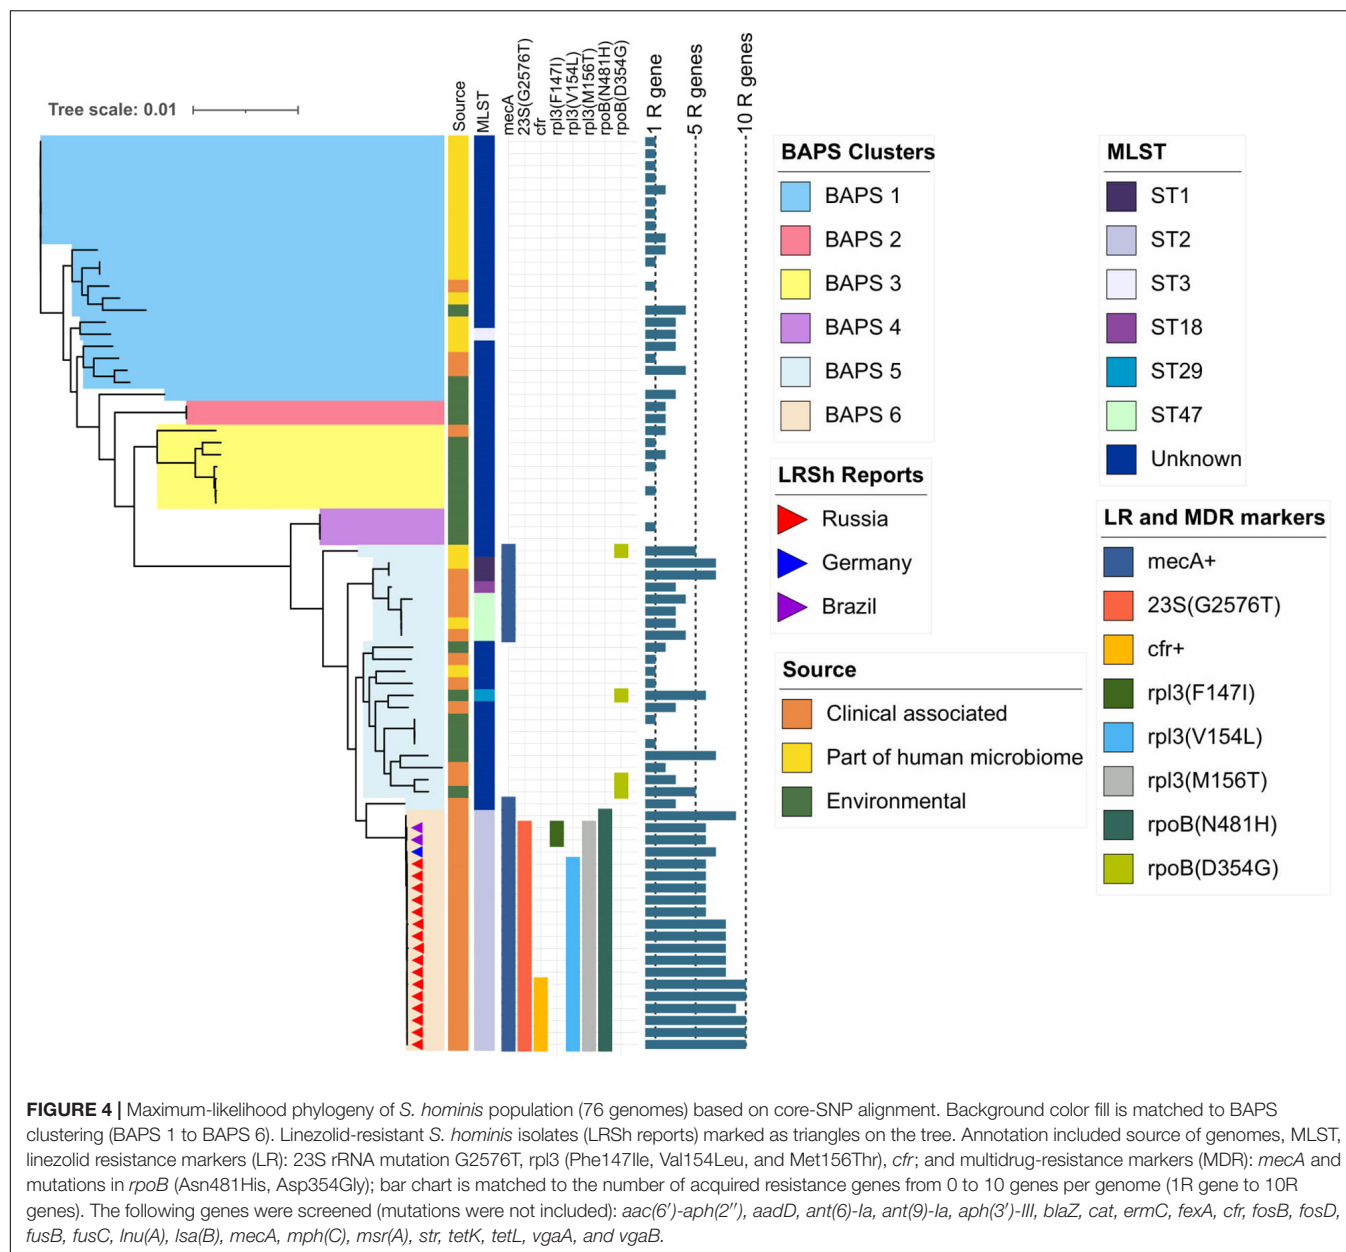 Tree scale: 0.01
Source
MLST
mecA
23S(G2576T)
cfr
rpl3(F147I)
rpl3(V154L)
rpl3(M156T)
rpoB(N481H)
rpoB(D354G)
-1 R gene
-5 R genes
-10 R genes
BAPS Clusters
BAPS 1
BAPS 2
BAPS 3
BAPS 4
BAPS 5
BAPS 6
LRSh Reports
Russia
Germany
Brazil
Source
Clinical associated
Part of human microbiome
Environmental
MLST
ST1
ST2
ST3
ST18
ST29
ST47
Unknown
LR and MDR markers
mecA+
23S(G2576T)
cfr+
rpl3(F147I)
rpl3(V154L)
rpl3(M156T)
rpoB(N481H)
rpoB(D354G)
FIGURE 4 | Maximum-likelihood phylogeny of S. hominis population (76 genomes) based on core-SNP alignment. Background color fill is matched to BAPS
clustering (BAPS 1 to BAPS 6). Linezolid-resistant S. hominis isolates (LRSh reports) marked as triangles on the tree. Annotation included source of genomes, MLST,
linezolid resistance markers (LR): 23S rRNA mutation G2576T, rpl3 (Phe147Ile, Val154Leu, and Met156Thr), cfr; and multidrug-resistance markers (MDR): mecA and
mutations in rpoB (Asn481His, Asp354Gly); bar chart is matched to the number of acquired resistance genes from 0 to 10 genes per genome (1R gene to 10R
genes). The following genes were screened (mutations were not included): aac(6′)-aph(2′′), aadD, ant(6)-Ia, ant(9)-Ia, aph(3′)-III, blaZ, cat, ermC, fexA, cfr, fosB, fosD,
fusB, fusC, lnu(A), lsa(B), mecA, mph(C), msr(A), str, tetK, tetL, vgaA, and vgaB.